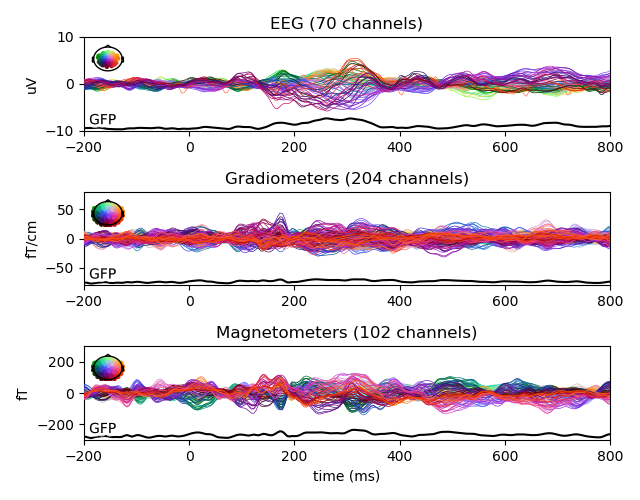 EEG (70 channels)
10
0
−10
uV
GFP
−200 0 200 400 600 800
Gradiometers (204 channels)
50
0
−50
fT/cm
GFP
−200 0 200 400 600 800
Magnetometers (102 channels)
200
0
−200
fT
GFP
−200 0 200 400 600 800
time (ms)